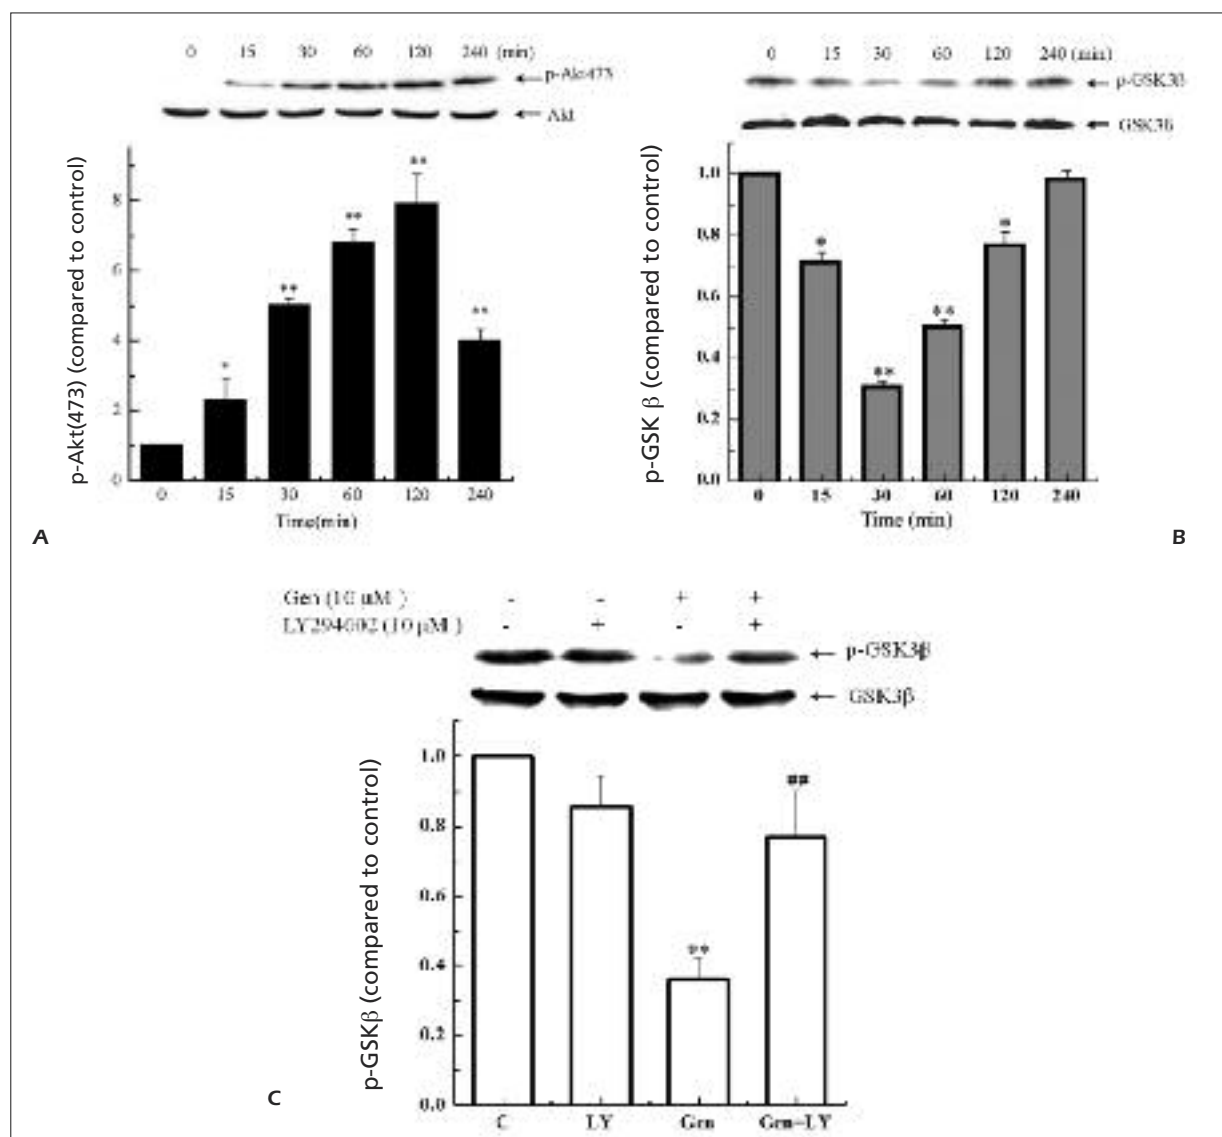 0 15 30 60 120 240 (min)
p-Akt473
Akt
p-Akt(473) (compared to control)
8
6
4
2
0
**
**
**
**
*
0 15 30 60 120 240
Time(min)
A
0 15 30 60 120 240 (min)
p-GSK3β
GSK3β
p-GSK β (compared to control)
1.0
0.8
0.6
0.4
0.2
0.0
*
**
**
*
0 15 30 60 120 240
Time (min)
B
Gen (10 μM ) - - + +
LY294002 (10 μM ) - + - +
p-GSK3β
GSK3β
p-GSKβ (compared to control)
1.0
0.8
0.6
0.4
0.2
0.0
**
##
C LY Gen Gen+LY
C